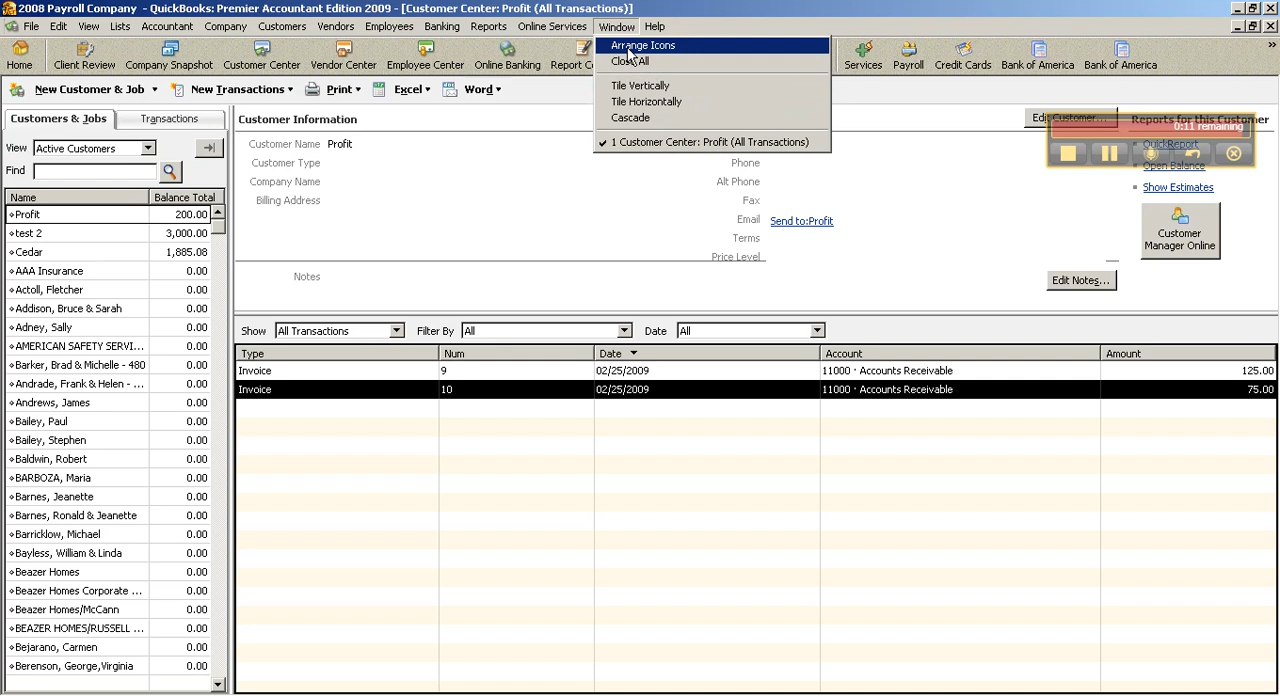 2008 Payroll Company - QuickBooks: Premier Accountant Edition 2009 - [Customer Center: Profit (All Transactions)]
File Edit View Lists Accountant Company Customers Vendors Employees Banking Reports Online Services Window Help
Home Client Review Company Snapshot Customer Center Vendor Center Employee Center Online Banking Report Services Payroll Credit Cards Bank of America Bank of America
Arrange Icons
Close All
Tile Vertically
Tile Horizontally
Cascade
1 Customer Center: Profit (All Transactions)
New Customer & Job New Transactions Print Excel Word
Customers & Jobs Transactions
View Active Customers
Find
Name Balance Total
Profit 200.00
test 2 3,000.00
Cedar 1,885.08
AAA Insurance 0.00
Actoll, Fletcher 0.00
Addison, Bruce & Sarah 0.00
Adney, Sally 0.00
AMERICAN SAFETY SERVI... 0.00
Barker, Brad & Michelle - 480 0.00
Andrade, Frank & Helen - ... 0.00
Andrews, James 0.00
Bailey, Paul 0.00
Bailey, Stephen 0.00
Baldwin, Robert 0.00
BARBOZA, Maria 0.00
Barnes, Jeanette 0.00
Barnes, Ronald & Jeanette 0.00
Barricklow, Michael 0.00
Bayless, William & Linda 0.00
Beazer Homes 0.00
Beazer Homes Corporate ... 0.00
Beazer Homes/McCann 0.00
BEAZER HOMES/RUSSELL ... 0.00
Bejarano, Carmen 0.00
Berenson, George,Virginia 0.00
Customer Information
Edit Customer...
Customer Name Profit
Customer Type
Company Name
Billing Address
Phone
Alt Phone
Fax
Email Send to:Profit
Terms
Price Level
Notes
Edit Notes...
Reports for this Customer
0:11 remaining
QuickReport
Open Balance
Show Estimates
Customer
Manager Online
Show All Transactions Filter By All Date All
Type Num Date Account Amount
Invoice 9 02/25/2009 11000 · Accounts Receivable 125.00
Invoice 10 02/25/2009 11000 · Accounts Receivable 75.00